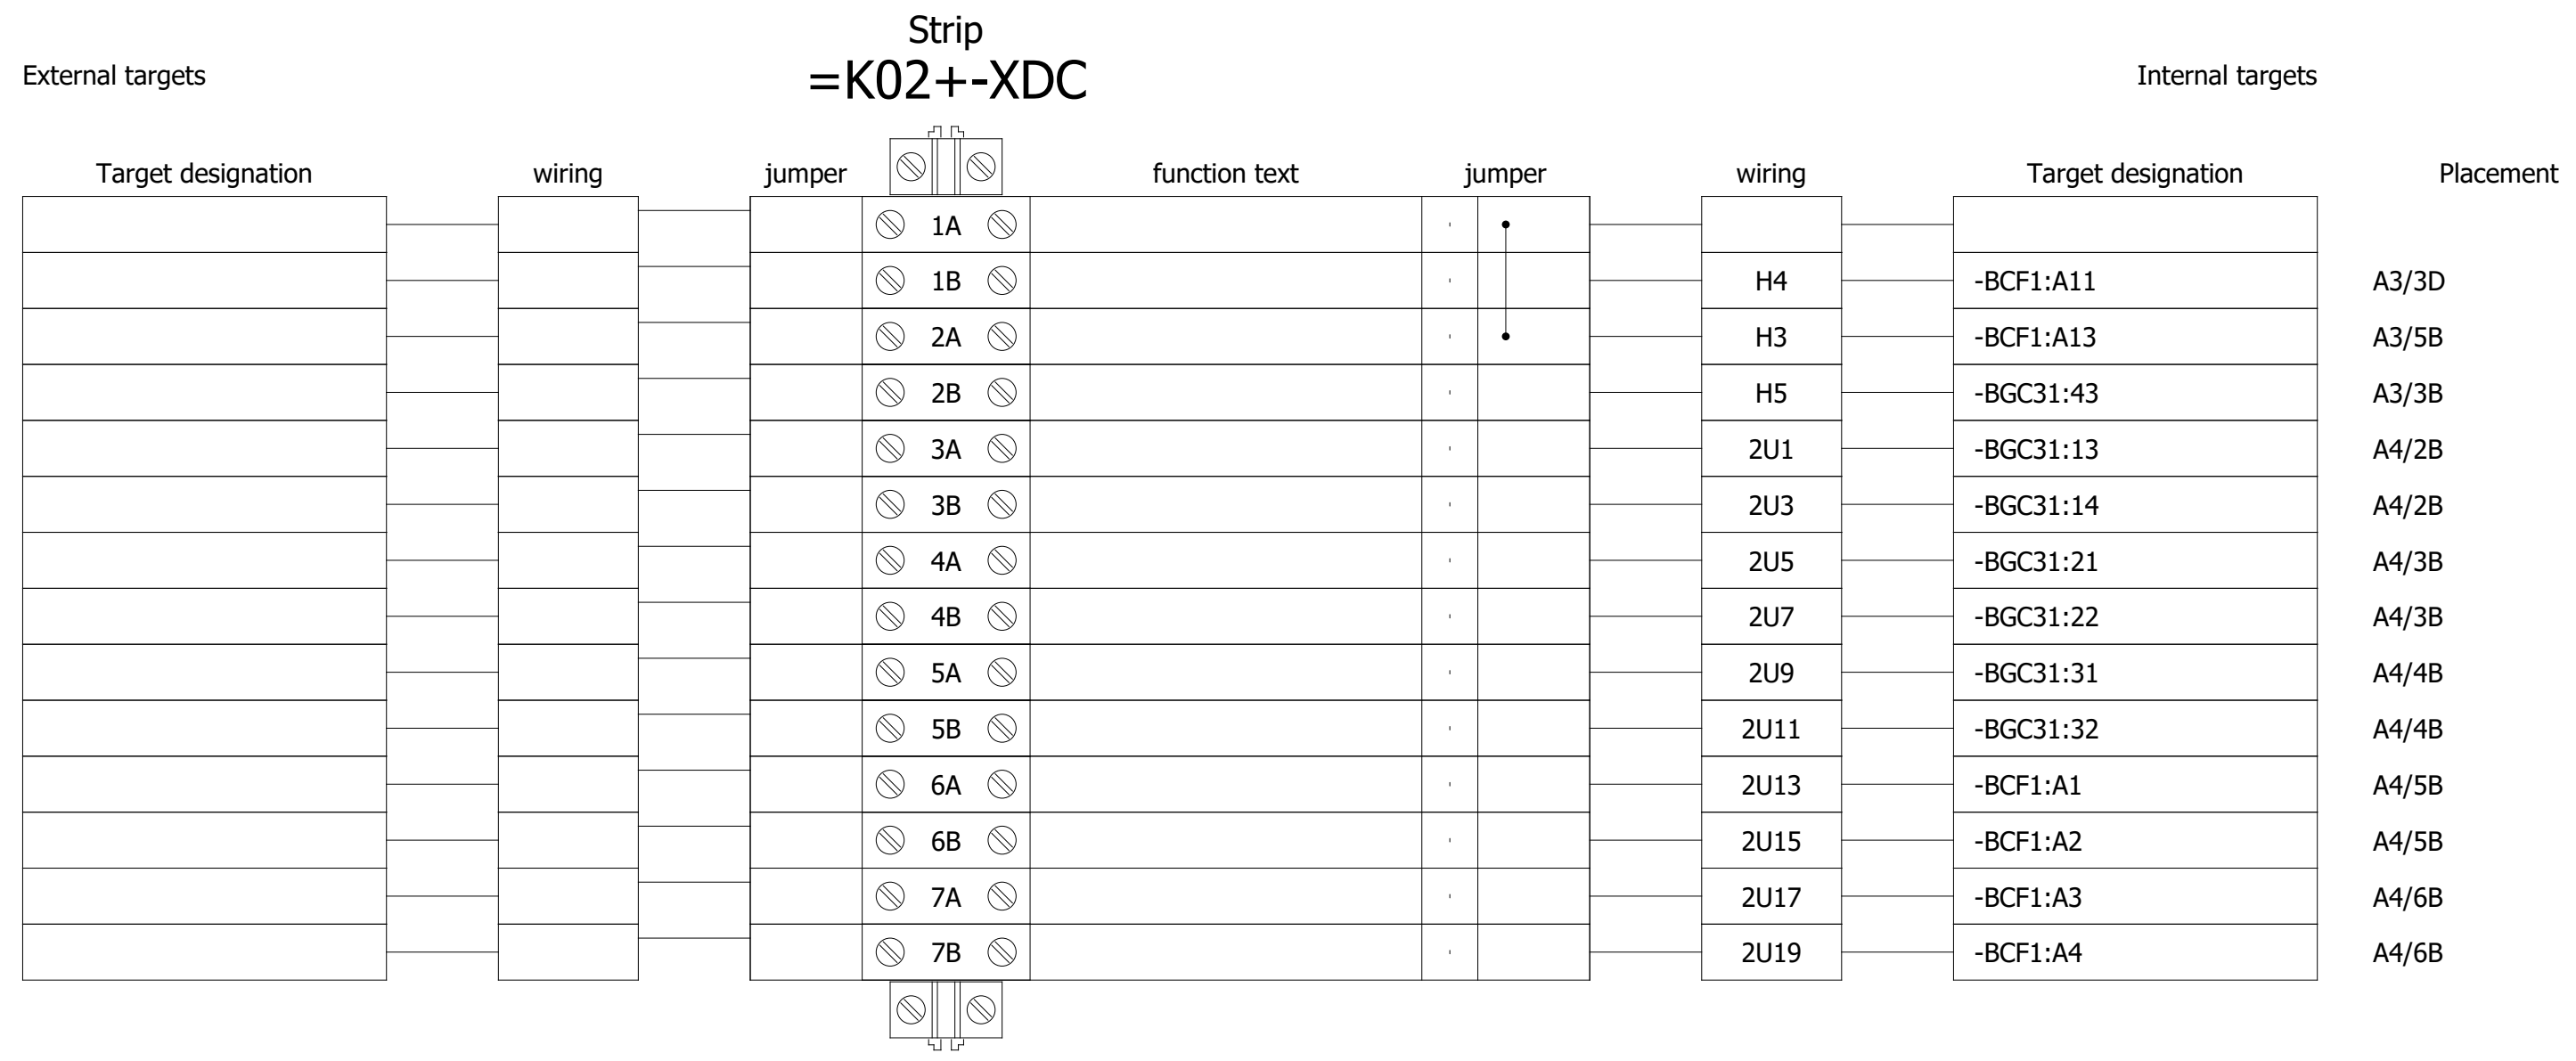 Strip
External targets =K02+-XDC Internal targets
Target designation wiring jumper function text jumper wiring Target designation Placement
1A
1B H4 -BCF1:A11 A3/3D
2A H3 -BCF1:A13 A3/5B
2B H5 -BGC31:43 A3/3B
3A 2U1 -BGC31:13 A4/2B
3B 2U3 -BGC31:14 A4/2B
4A 2U5 -BGC31:21 A4/3B
4B 2U7 -BGC31:22 A4/3B
5A 2U9 -BGC31:31 A4/4B
5B 2U11 -BGC31:32 A4/4B
6A 2U13 -BCF1:A1 A4/5B
6B 2U15 -BCF1:A2 A4/5B
7A 2U17 -BCF1:A3 A4/6B
7B 2U19 -BCF1:A4 A4/6B